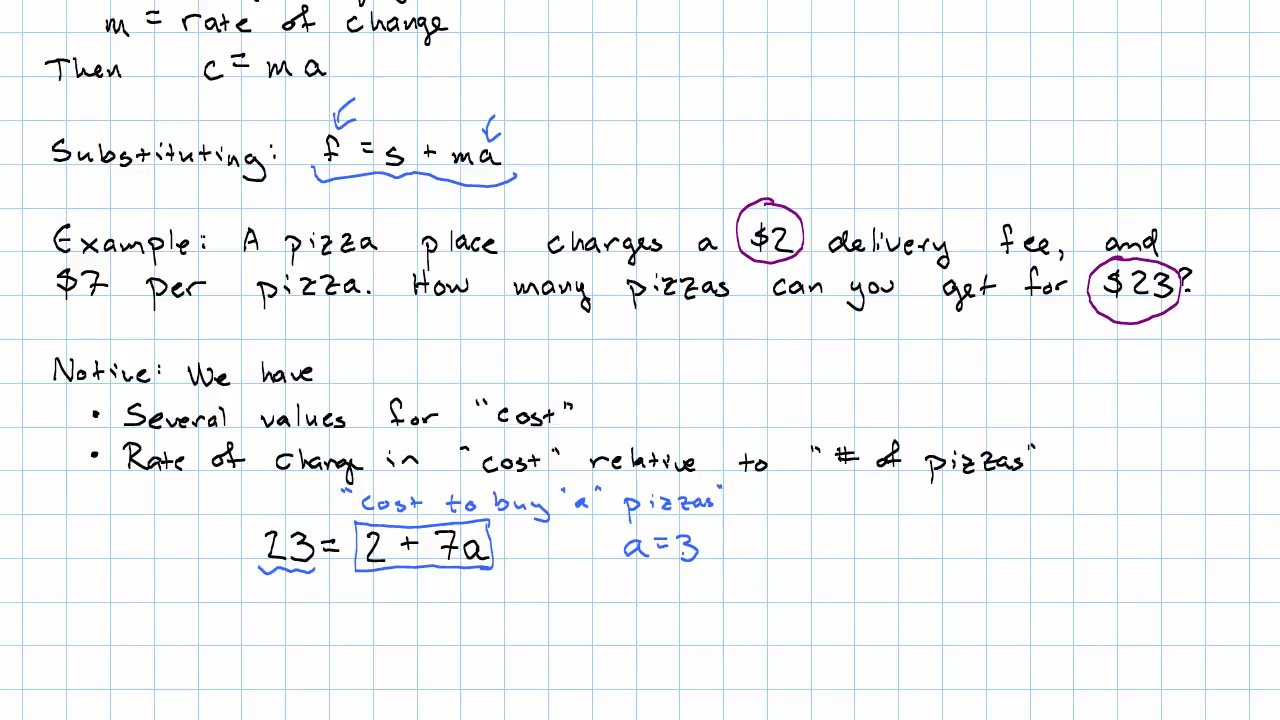 m = rate of change
Then c = ma
Substituting: f = s + ma
Example: A pizza place charges a $2 delivery fee, and
$7 per pizza. How many pizzas can you get for $23?
Notice: We have
• Several values for "cost"
• Rate of change in "cost" relative to "# of pizzas"
"cost to buy "a" pizzas"
23 = 2 + 7a a = 3